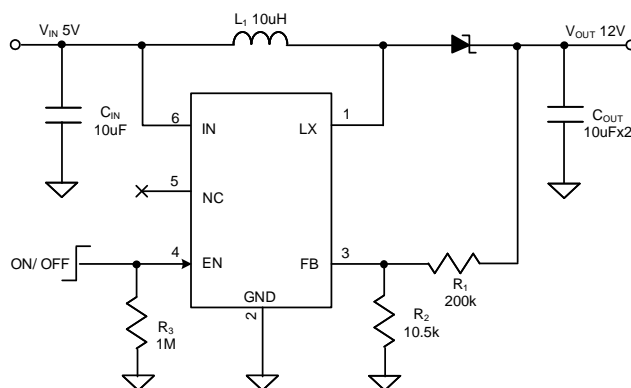 L1 10uH
VIN 5V
VOUT 12V
CIN
10uF
6
IN
LX
1
COUT
10uFx2
5
NC
ON/ OFF
4
EN
FB
3
R1
200k
GND
2
R2
10.5k
R3
1M